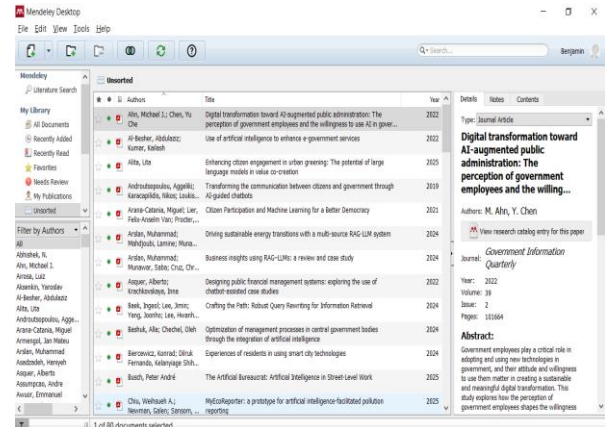 Mendeley Desktop
File Edit View Tools Help
Search...
Benjamin
Mendeley
Literature Search
My Library
All Documents
Recently Added
Recently Read
Favorites
Needs Review
My Publications
Unsorted
Filter by Authors
All
Abhishek, N.
Ahn, Michael J.
Airosa, Luiz
Aksenkin, Yaroslav
Al-Besher, Abdulaziz
Alita, Uta
Androutsopoulou, Agge...
Arana-Catania, Miguel
Armengol, Jan Mateu
Arslan, Muhammad
Asadzadeh, Heniyeh
Asquer, Alberto
Assumpcao, Andre
Awuor, Emmanuel
Unsorted
Authors Title Year
Ahn, Michael J.; Chen, Yu Che Digital transformation toward AI-augmented public administration: The perception of government employees and the willingness to use AI in gover... 2022
Al-Besher, Abdulaziz; Kumar, Kailash Use of artificial intelligence to enhance e-government services 2022
Alita, Uta Enhancing citizen engagement in urban greening: The potential of large language models in value co-creation 2025
Androutsopoulou, Aggeliki; Karacapilidis, Nikos; Loukis... Transforming the communication between citizens and government through AI-guided chatbots 2019
Arana-Catania, Miguel; Lier, Felix-Anselm Van; Procter,... Citizen Participation and Machine Learning for a Better Democracy 2021
Arslan, Muhammad; Mahdjoubi, Lamine; Muna... Driving sustainable energy transitions with a multi-source RAG-LLM system 2024
Arslan, Muhammad; Munawar, Saba; Cruz, Chr... Business insights using RAG–LLMs: a review and case study 2024
Asquer, Alberto; Krachkovskaya, Inna Designing public financial management systems: exploring the use of chatbot-assisted case studies 2024
Baek, Ingeol; Lee, Jimin; Yang, Joonho; Lee, Hwanh... Crafting the Path: Robust Query Rewriting for Information Retrieval 2024
Beshuk, Alla; Chechel, Oleh Optimization of management processes in central government bodies through the integration of artificial intelligence 2024
Biercewicz, Konrad; Dilruk Fernando, Kelaniyage Shih... Experiences of residents in using smart city technologies 2024
Busch, Peter André The Artificial Bureaucrat: Artificial Intelligence in Street-Level Work 2025
Chiu, Weihsueh A.; Newman, Galen; Sansom, ... MyEcoReporter: a prototype for artificial intelligence-facilitated pollution reporting 2025
1 of 80 documents selected
Details Notes Contents
Type: Journal Article
Digital transformation toward
AI-augmented public
administration: The
perception of government
employees and the willing...
Authors: M. Ahn, Y. Chen
View research catalog entry for this paper
Journal: Government Information
Quarterly
Year: 2022
Volume: 39
Issue: 2
Pages: 101664
Abstract:
Government employees play a critical role in
adopting and using new technologies in
government, and their attitude and willingness
to use them matter in creating a sustainable
and meaningful digital transformation. This
study explores how the perception of
government employees shapes the willingness